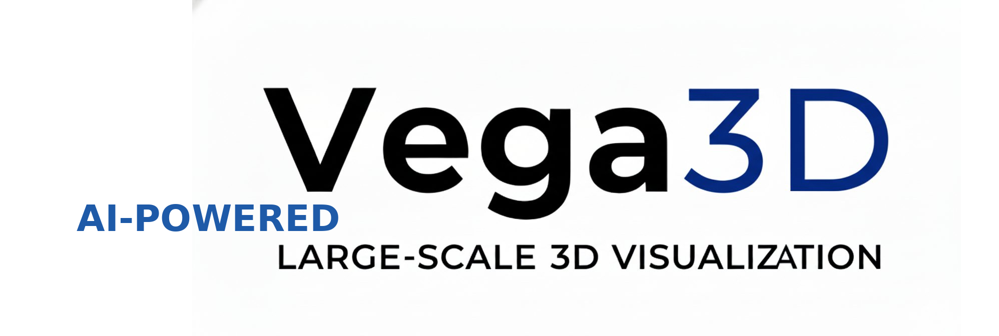 Vega3D
AI-POWERED
LARGE-SCALE 3D VISUALIZATION